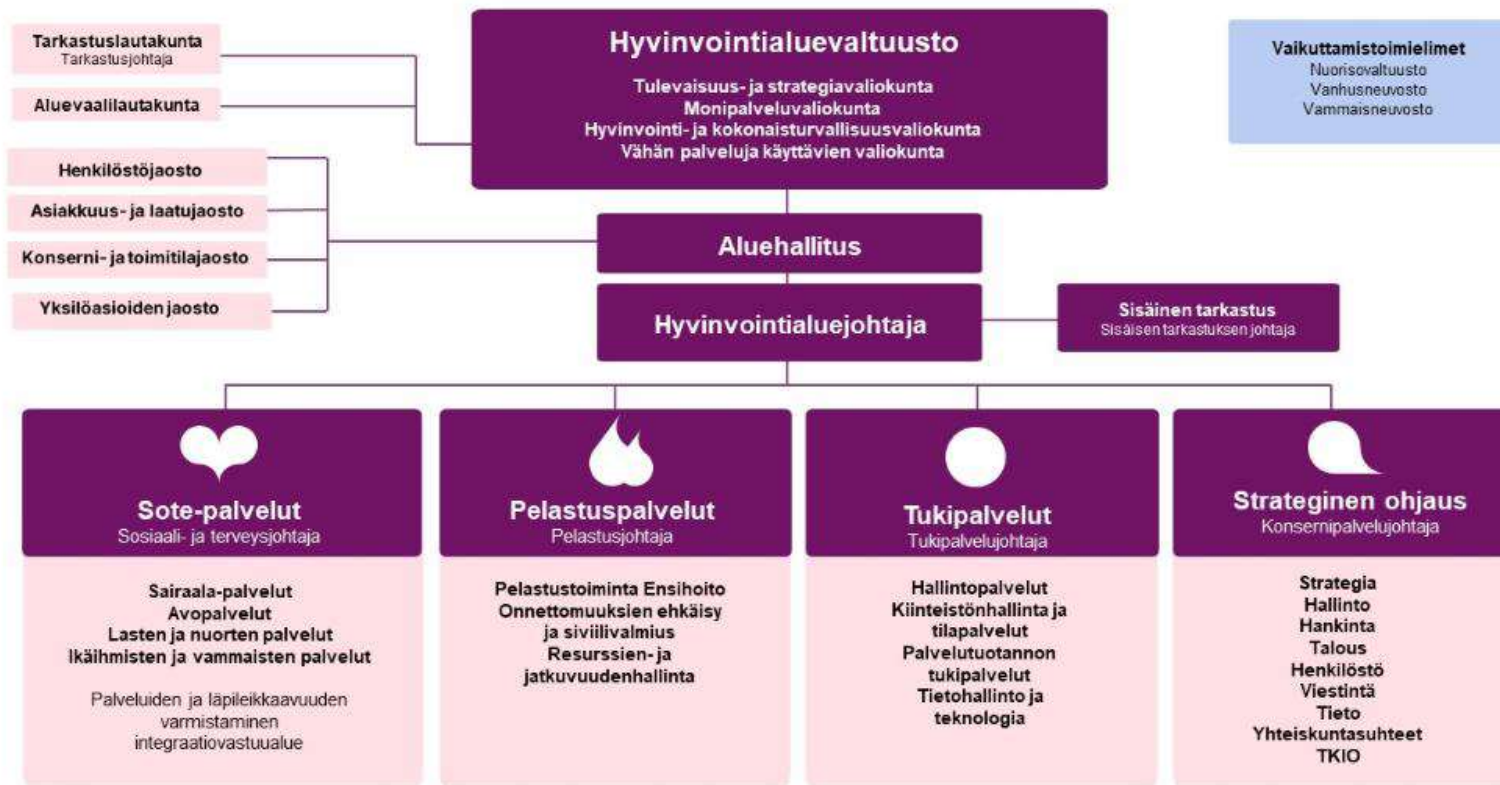 Tarkastuslautakunta
Tarkastusjohtaja
Aluevaalilautakunta
Henkilöstöjaosto
Asiakkuus- ja laatujaosto
Konserni- ja toimitilajaosto
Yksilöasioiden jaosto
Hyvinvointialuevaltuusto
Tulevaisuus- ja strategiavaliokunta
Monipalveluvaliokunta
Hyvinvointi- ja kokonaisturvallisuusvaliokunta
Vähän palveluja käyttävien valiokunta
Vaikuttamistoimielimet
Nuorisovaltuusto
Vanhusneuvosto
Vammaisneuvosto
Aluehallitus
Hyvinvointialuejohtaja
Sisäinen tarkastus
Sisäisen tarkastuksen johtaja
Sote-palvelut
Sosiaali- ja terveysjohtaja
Sairaala-palvelut
Avopalvelut
Lasten ja nuorten palvelut
Ikäihmisten ja vammaisten palvelut
Palveluiden ja läpileikkaavuuden
varmistaminen
integraatiovastuualue
Pelastuspalvelut
Pelastusjohtaja
Pelastustoiminta Ensihoito
Onnettomuuksien ehkäisy
ja siviilivalmius
Resurssien- ja
jatkuvuudenhallinta
Tukipalvelut
Tukipalvelujohtaja
Hallintopalvelut
Kiinteistönhallinta ja
tilapalvelut
Palvelutuotannon
tukipalvelut
Tietohallinto ja
teknologia
Strateginen ohjaus
Konsernipalvelujohtaja
Strategia
Hallinto
Hankinta
Talous
Henkilöstö
Viestintä
Tieto
Yhteiskuntasuhteet
TKIO